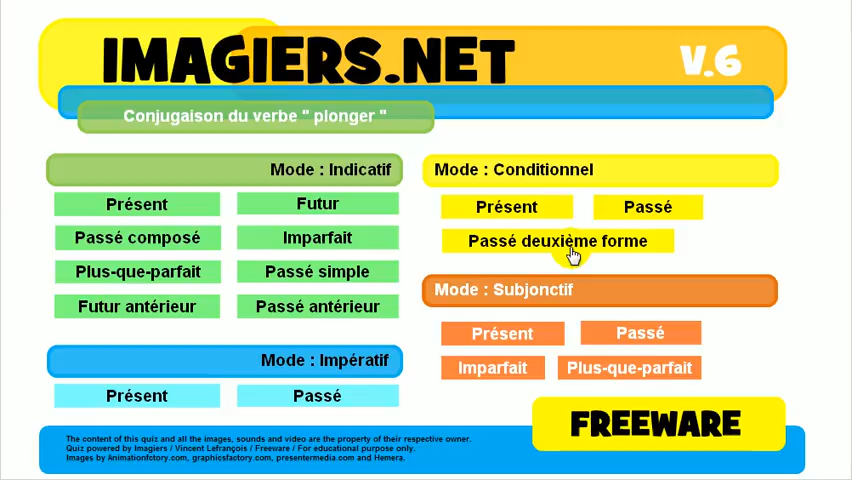 IMAGIERS.NET
V.6
Conjugaison du verbe " plonger "
Mode : Indicatif
Présent
Futur
Passé composé
Imparfait
Plus-que-parfait
Passé simple
Futur antérieur
Passé antérieur
Mode : Impératif
Présent
Passé
Mode : Conditionnel
Présent
Passé
Passé deuxième forme
Mode : Subjonctif
Présent
Passé
Imparfait
Plus-que-parfait
FREEWARE
The content of this quiz and all the images, sounds and video are the property of their respective owner.
Quiz powered by Imagiers / Vincent Lefrançois / Freeware / For educational purpose only.
Images by Animationfctory.com, graphicsfactory.com, presentermedia.com and Hemera.